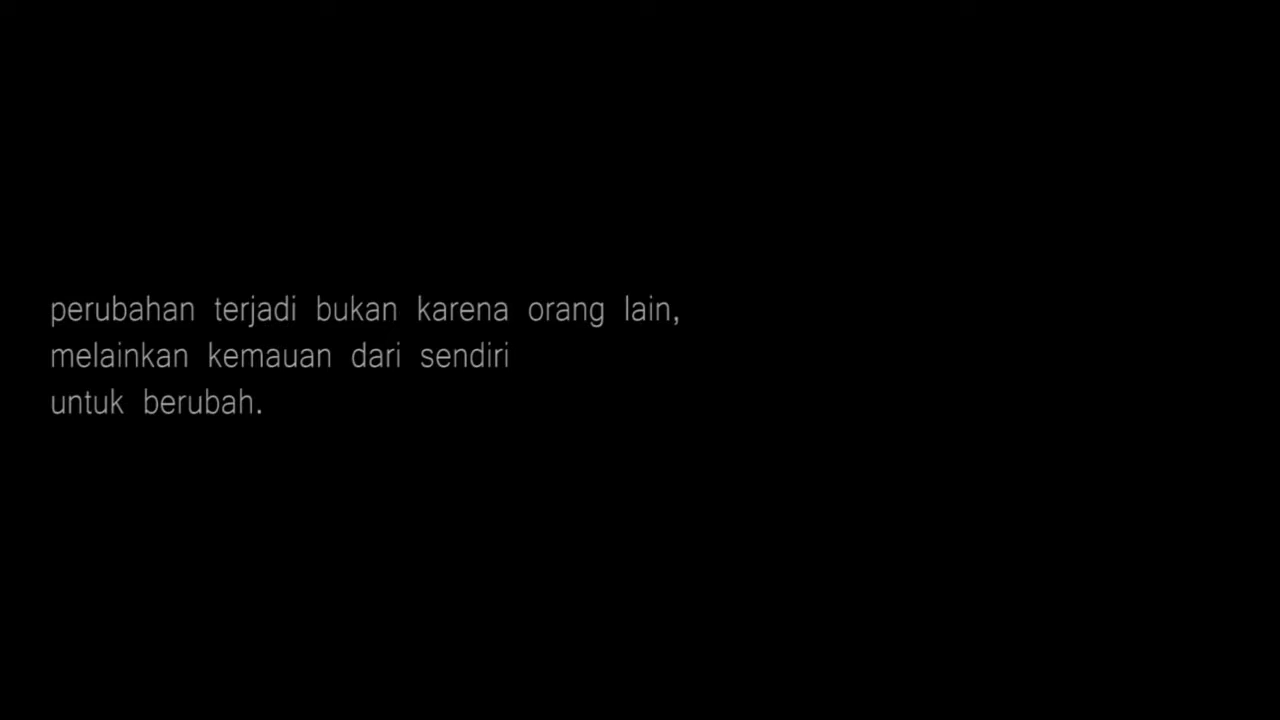 perubahan terjadi bukan karena orang lain,
melainkan kemauan dari sendiri
untuk berubah.